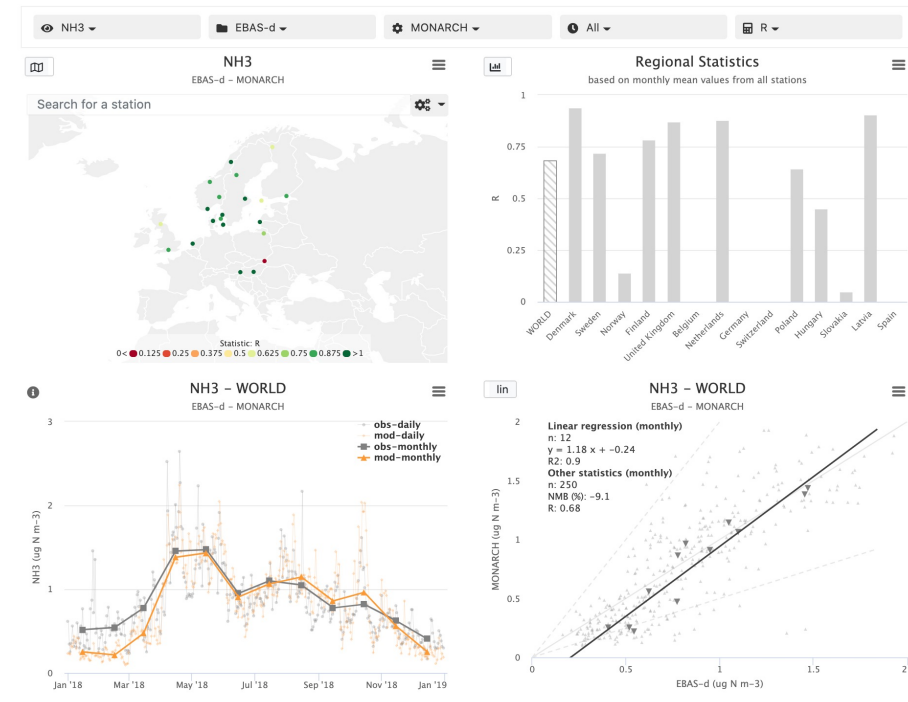 NH3
EBAS-d
MONARCH
All
R
NH3
EBAS-d – MONARCH
Search for a station
Statistic: R
0< 0.125 0.25 0.375 0.5 0.625 0.75 0.875 >1
Regional Statistics
based on monthly mean values from all stations
R
1
0.75
0.5
0.25
0
WORLD
Denmark
Sweden
Norway
Finland
United Kingdom
Belgium
Netherlands
Germany
Switzerland
Poland
Hungary
Slovakia
Latvia
Spain
NH3 – WORLD
EBAS-d – MONARCH
obs-daily
mod-daily
obs-monthly
mod-monthly
NH3 (ug N m-3)
3
2
1
0
Jan '18 Mar '18 May '18 Jul '18 Sep '18 Nov '18 Jan '19
lin
NH3 – WORLD
EBAS-d – MONARCH
Linear regression (monthly)
n: 12
y = 1.18 x + -0.24
R2: 0.9
Other statistics (monthly)
n: 250
NMB (%): -9.1
R: 0.68
MONARCH (ug N m-3)
2
1.5
1
0.5
0
0 0.5 1 1.5 2
EBAS-d (ug N m-3)